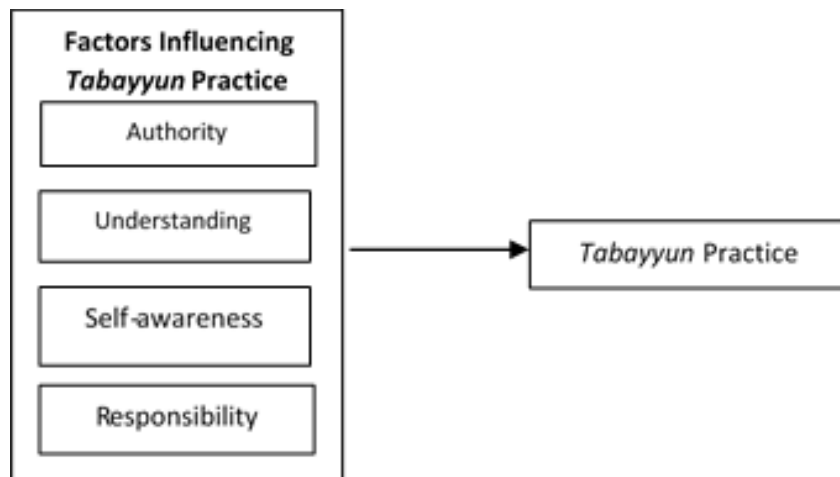 Factors Influencing
Tabayyun Practice
Authority
Understanding
Self-awareness
Responsibility
Tabayyun Practice